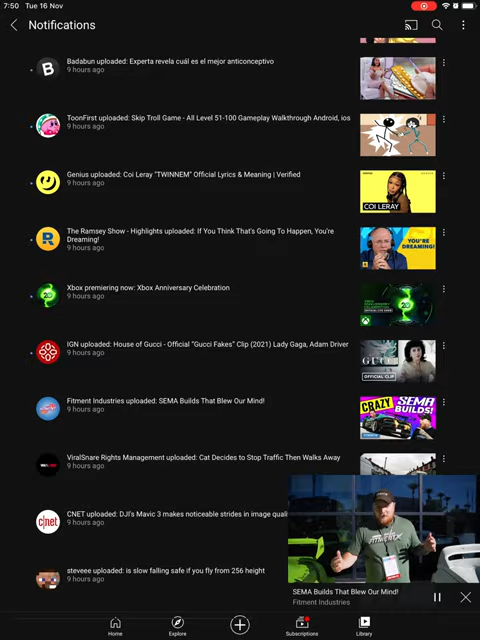 7:50 Tue 16 Nov
Notifications
Badabun uploaded: Experta revela cuál es el mejor anticonceptivo
9 hours ago
ToonFirst uploaded: Skip Troll Game - All Level 51-100 Gameplay Walkthrough Android, ios
9 hours ago
Genius uploaded: Coi Leray "TWINNEM" Official Lyrics & Meaning | Verified
9 hours ago
COI LERAY
The Ramsey Show - Highlights uploaded: If You Think That's Going To Happen, You're
Dreaming!
9 hours ago
YOU'RE
DREAMING!
Xbox premiering now: Xbox Anniversary Celebration
9 hours ago
20
IGN uploaded: House of Gucci - Official "Gucci Fakes" Clip (2021) Lady Gaga, Adam Driver
9 hours ago
GUCCI
OFFICIAL CLIP
Fitment Industries uploaded: SEMA Builds That Blew Our Mind!
9 hours ago
CRAZY SEMA
BUILDS!
ViralSnare Rights Management uploaded: Cat Decides to Stop Traffic Then Walks Away
9 hours ago
c|net
CNET uploaded: DJI's Mavic 3 makes noticeable strides in image quali
9 hours ago
steveee uploaded: is slow falling safe if you fly from 256 height
9 hours ago
SEMA Builds That Blew Our Mind!
Fitment Industries
Home
Explore
Subscriptions
Library